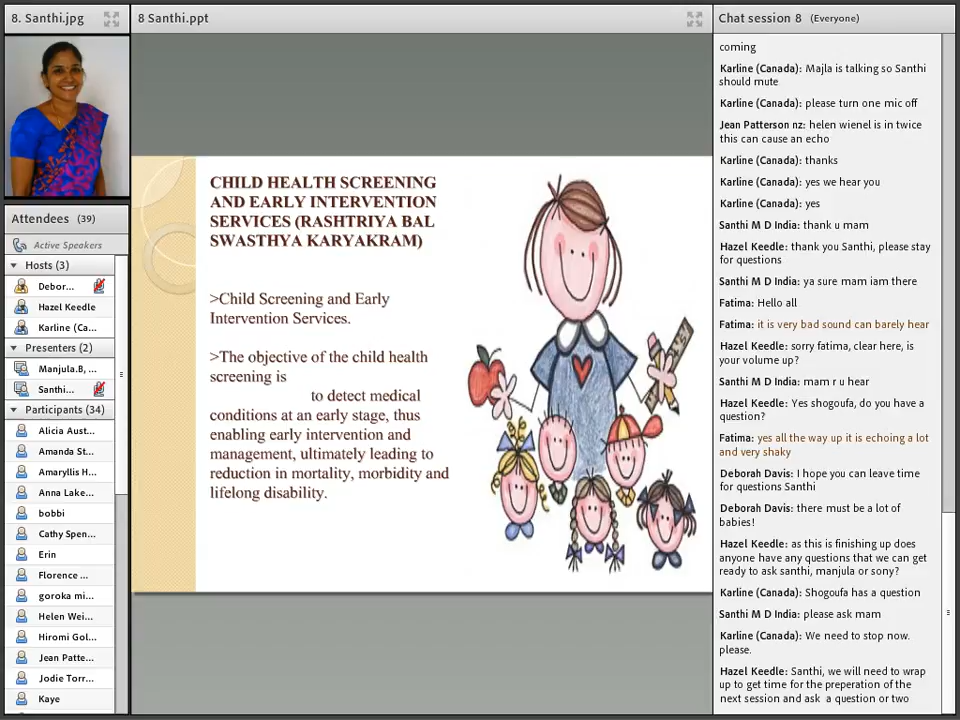 8. Santhi.jpg
8 Santhi.ppt
Chat session 8 (Everyone)
Attendees (39)
Active Speakers
Hosts (3)
Debor...
Hazel Keedle
Karline (Ca...
Presenters (2)
Manjula.B, ...
Santhi...
Participants (34)
Alicia Aust...
Amanda St...
Amaryllis H...
Anna Lake...
bobbi
Cathy Spen...
Erin
Florence ...
goroka mi...
Helen Wei...
Hiromi Gol...
Jean Patte...
Jodie Torr...
Kaye
CHILD HEALTH SCREENING
AND EARLY INTERVENTION
SERVICES (RASHTRIYA BAL
SWASTHYA KARYAKRAM)
>Child Screening and Early
Intervention Services.
>The objective of the child health
screening is
to detect medical
conditions at an early stage, thus
enabling early intervention and
management, ultimately leading to
reduction in mortality, morbidity and
lifelong disability.
coming
Karline (Canada): Majla is talking so Santhi
should mute
Karline (Canada): please turn one mic off
Jean Patterson nz: helen wienel is in twice
this can cause an echo
Karline (Canada): thanks
Karline (Canada): yes we hear you
Karline (Canada): yes
Santhi M D India: thank u mam
Hazel Keedle: thank you Santhi, please stay
for questions
Santhi M D India: ya sure mam iam there
Fatima: Hello all
Fatima: it is very bad sound can barely hear
Hazel Keedle: sorry fatima, clear here, is
your volume up?
Santhi M D India: mam r u hear
Hazel Keedle: Yes shogoufa, do you have a
question?
Fatima: yes all the way up it is echoing a lot
and very shaky
Deborah Davis: I hope you can leave time
for questions Santhi
Deborah Davis: there must be a lot of
babies!
Hazel Keedle: as this is finishing up does
anyone have any questions that we can get
ready to ask santhi, manjula or sony?
Karline (Canada): Shogoufa has a question
Santhi M D India: please ask mam
Karline (Canada): We need to stop now.
please.
Hazel Keedle: Santhi, we will need to wrap
up to get time for the preperation of the
next session and ask a question or two